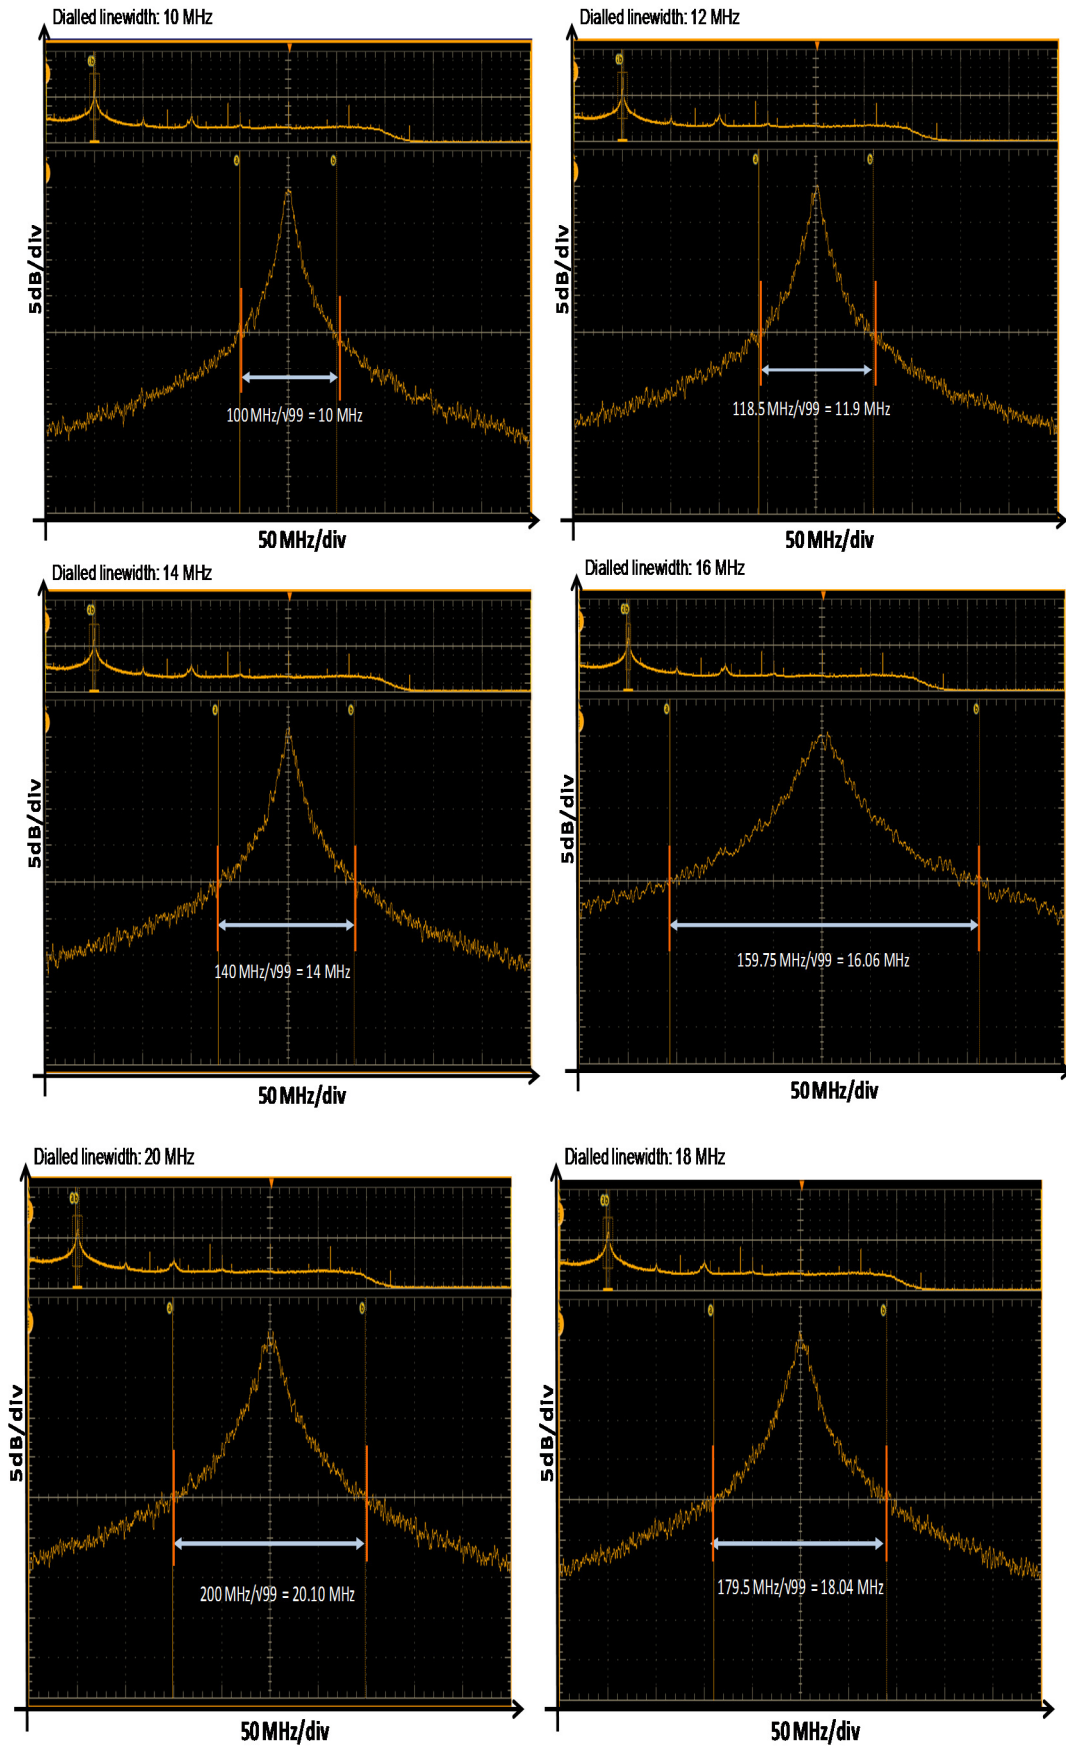 Dialled linewidth: 10 MHz
5dB/div
100 MHz/√99 = 10 MHz
50 MHz/div
Dialled linewidth: 12 MHz
5dB/div
118.5 MHz/√99 = 11.9 MHz
50 MHz/div
Dialled linewidth: 14 MHz
5dB/div
140 MHz/√99 = 14 MHz
50 MHz/div
Dialled linewidth: 16 MHz
5dB/div
159.75 MHz/√99 = 16.06 MHz
50 MHz/div
Dialled linewidth: 20 MHz
5dB/div
200 MHz/√99 = 20.10 MHz
50 MHz/div
Dialled linewidth: 18 MHz
5dB/div
179.5 MHz/√99 = 18.04 MHz
50 MHz/div